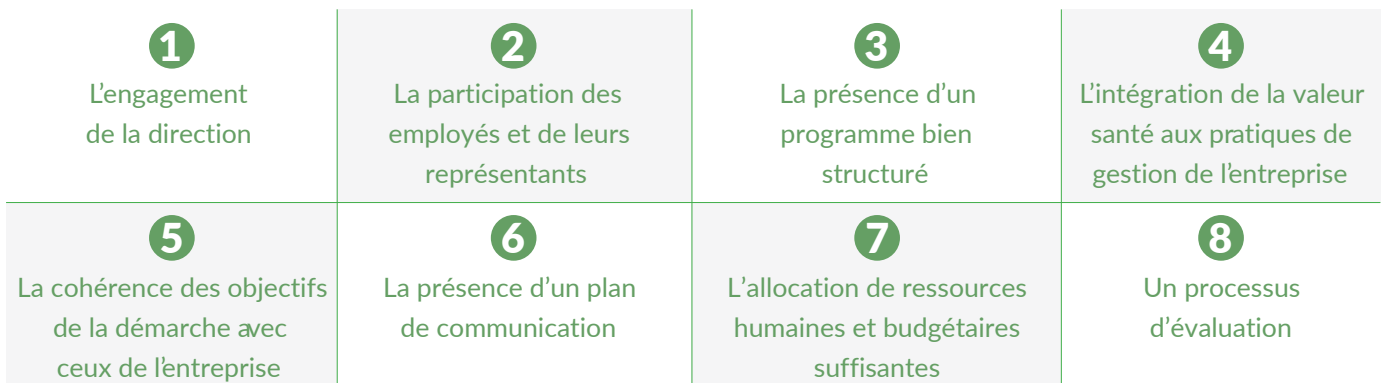 1
L'engagement
de la direction
2
La participation des
employés et de leurs
représentants
3
La présence d'un
programme bien
structuré
4
L'intégration de la valeur
santé aux pratiques de
gestion de l'entreprise
5
La cohérence des objectifs
de la démarche avec
ceux de l'entreprise
6
La présence d'un plan
de communication
7
L'allocation de ressources
humaines et budgétaires
suffisantes
8
Un processus
d'évaluation